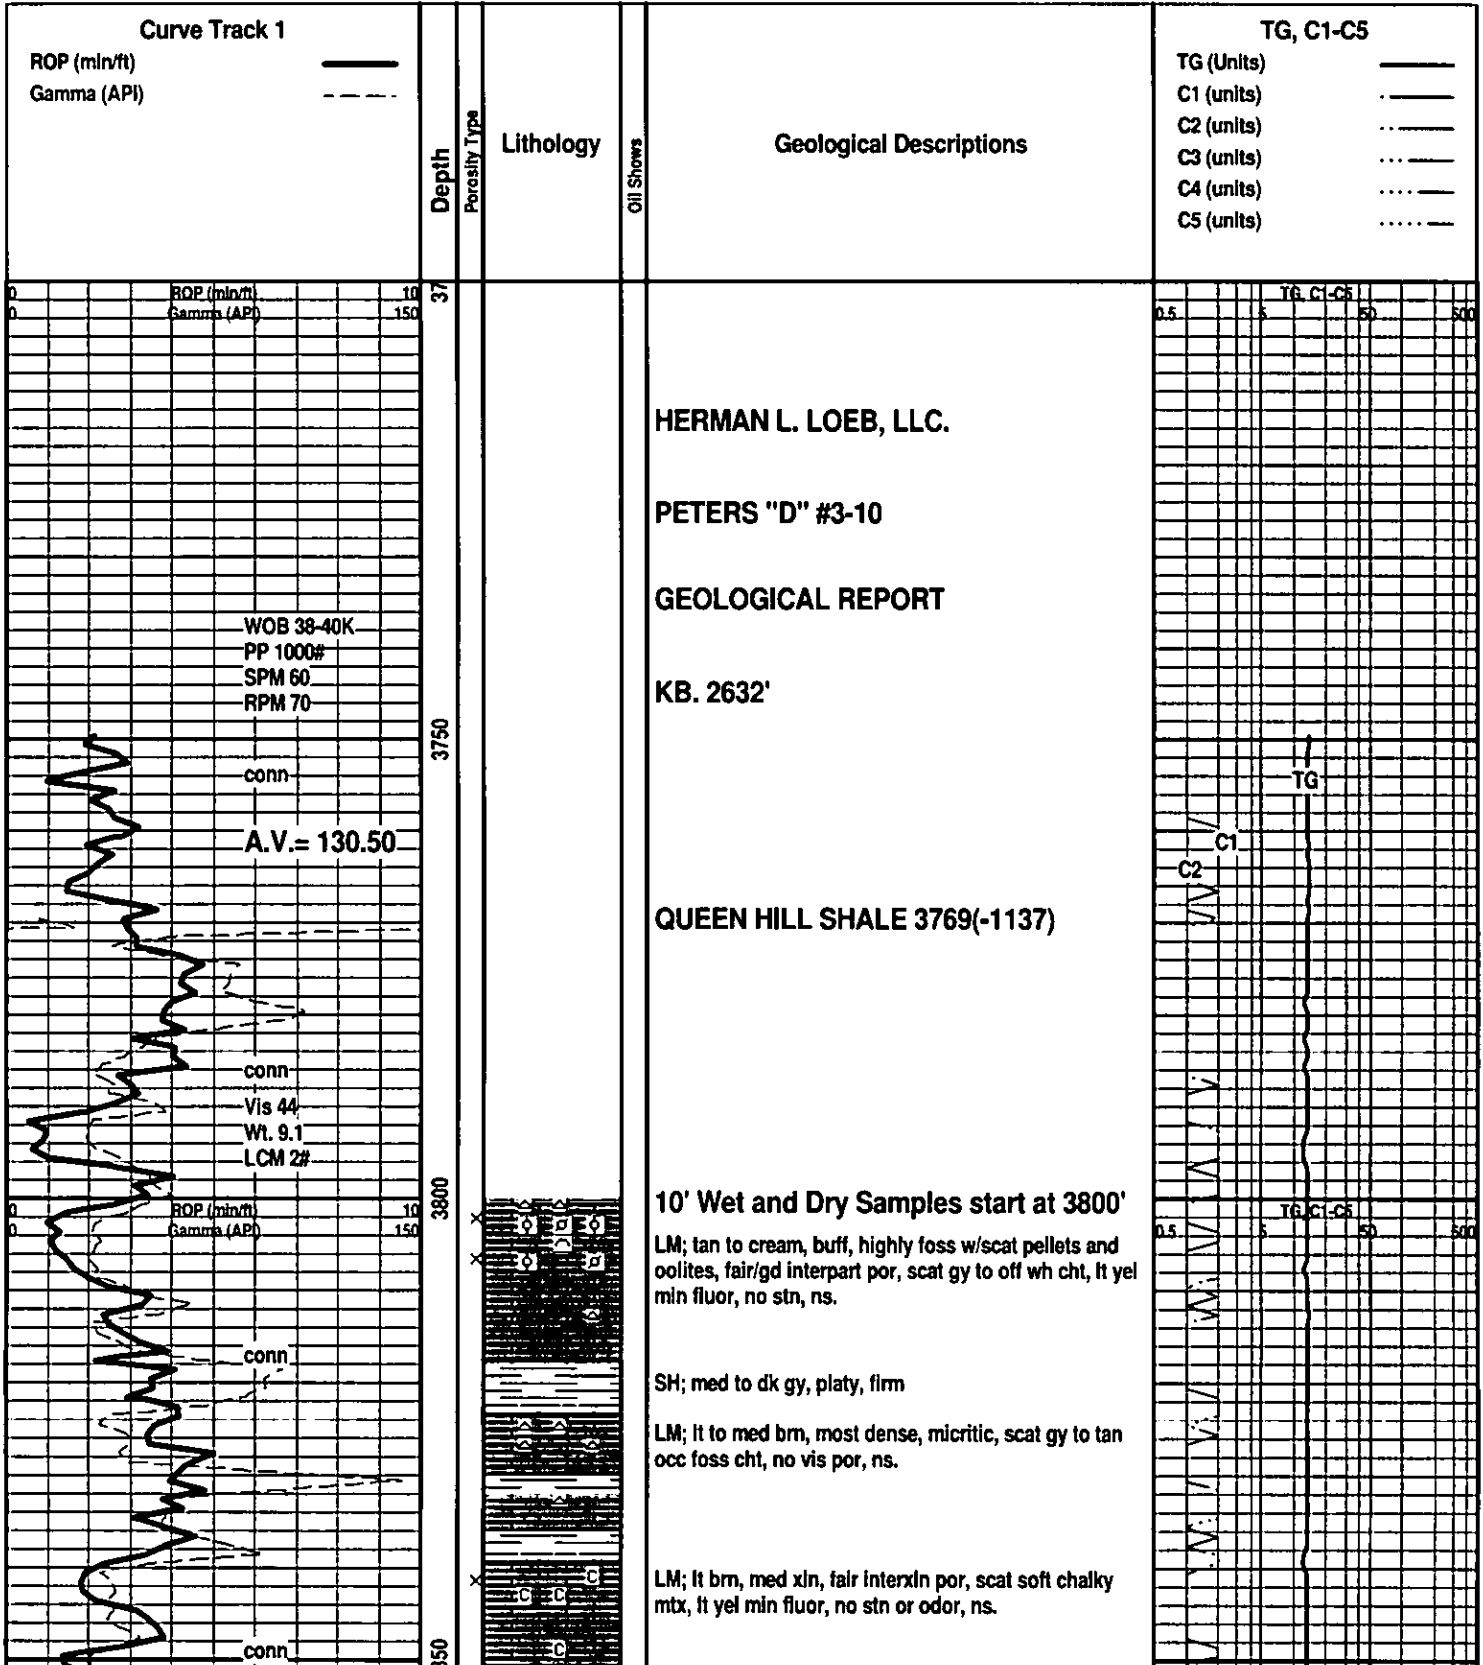 Curve Track 1
ROP (min/ft)
Gamma (API)
Depth
Porosity Type
Lithology
Oil Shows
Geological Descriptions
TG, C1-C5
TG (Units)
C1 (units)
C2 (units)
C3 (units)
C4 (units)
C5 (units)
0 ROP (min/ft) 10
0 Gamma (API) 150
37
TG, C1-C5
0.5 5 50 500
HERMAN L. LOEB, LLC.
PETERS "D" #3-10
GEOLOGICAL REPORT
WOB 38-40K
PP 1000#
SPM 60
RPM 70
KB. 2632'
3750
conn
TG
A.V.= 130.50
C1
C2
QUEEN HILL SHALE 3769(-1137)
conn
Vis 44
Wt. 9.1
LCM 2#
3800
10' Wet and Dry Samples start at 3800'
0 ROP (min/ft) 10
0 Gamma (API) 150
TG, C1-C5
0.5 5 50 500
LM; tan to cream, buff, highly foss w/scat pellets and
oolites, fair/gd interpart por, scat gy to off wh cht, lt yel
min fluor, no stn, ns.
conn
SH; med to dk gy, platy, firm
LM; lt to med brn, most dense, micritic, scat gy to tan
occ foss cht, no vis por, ns.
LM; lt brn, med xln, fair interxln por, scat soft chalky
mtx, lt yel min fluor, no stn or odor, ns.
C
C C
C
conn
850